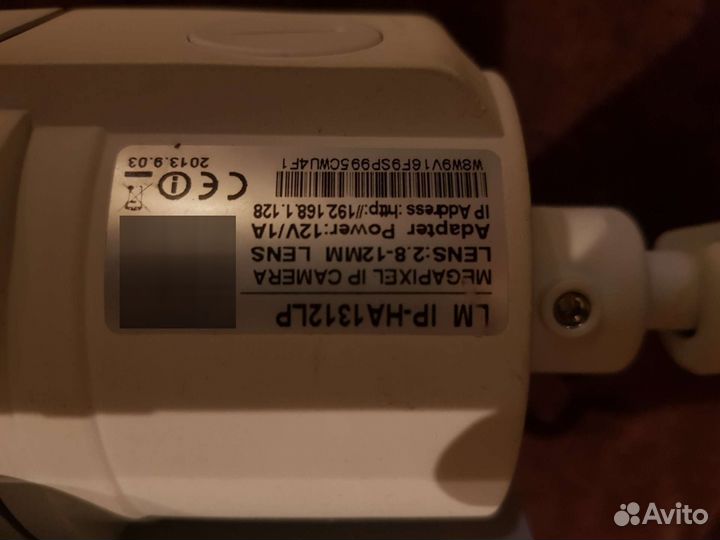 LM IP-HA1312LP
MEGAPIXEL IP CAMERA
LENS:2.8-12MM LENS
Adapter Power:12V/1A
IP Address:http://192.168.1.128
W8W9V16F9SP995CWU4F1
CE
2013.9.03
Avito